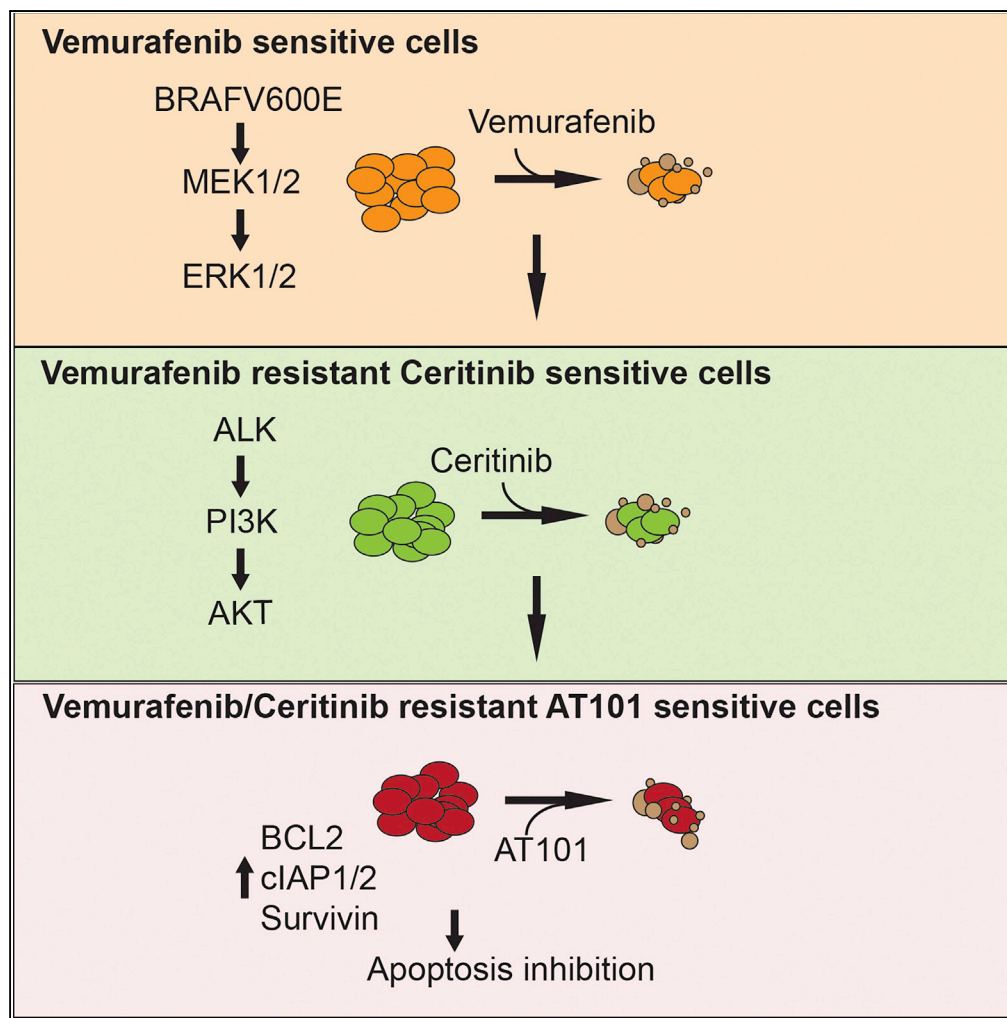 Vemurafenib sensitive cells
BRAFV600E
MEK1/2
ERK1/2
Vemurafenib
Vemurafenib resistant Ceritinib sensitive cells
ALK
PI3K
AKT
Ceritinib
Vemurafenib/Ceritinib resistant AT101 sensitive cells
BCL2
cIAP1/2
Survivin
AT101
Apoptosis inhibition